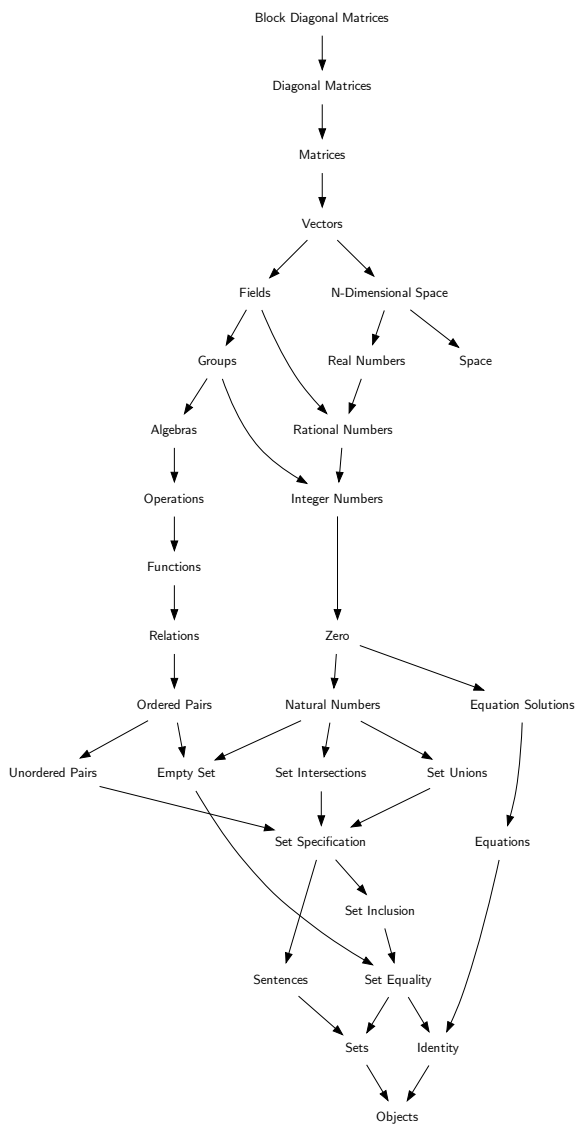 Block Diagonal Matrices
Diagonal Matrices
Matrices
Vectors
Fields
N-Dimensional Space
Groups
Real Numbers
Space
Algebras
Rational Numbers
Operations
Integer Numbers
Functions
Relations
Zero
Ordered Pairs
Natural Numbers
Equation Solutions
Unordered Pairs
Empty Set
Set Intersections
Set Unions
Set Specification
Equations
Set Inclusion
Sentences
Set Equality
Sets
Identity
Objects